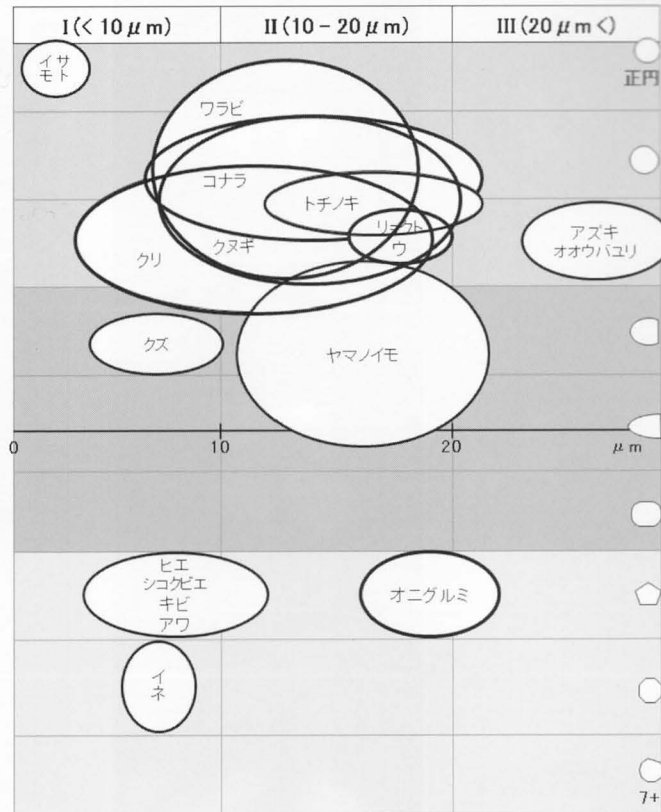 I(< 10 μm)
II (10 - 20 μm)
III (20 μm <)
サトイモ
正円
ワラビ
コナラ
トチノキ
リョクトウ
クヌギ
クリ
アズキ
オオウバユリ
クズ
ヤマノイモ
0
10
20
μm
ヒエ
シコクビエ
キビ
アワ
オニグルミ
イネ
7+